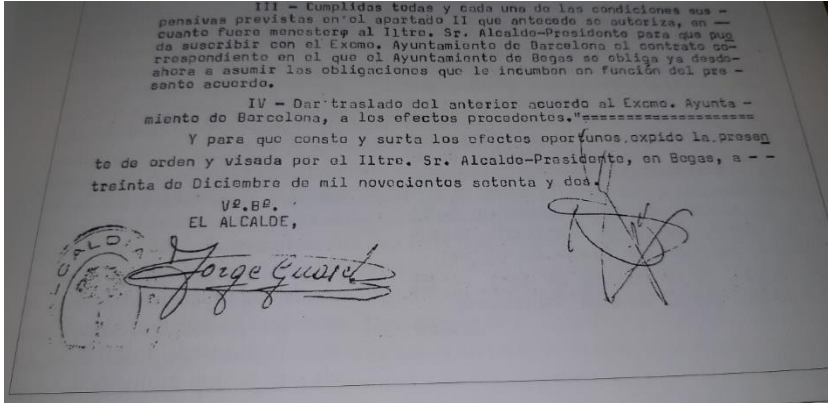 III - Cumplidas todas y cada una de las condiciones sus -
pensivas previstas en el apartado II que antecede se autoriza, en --
cuanto fuere menester, al Iltre. Sr. Alcalde-Presidente para que pue
da suscribir con el Excmo. Ayuntamiento de Barcelona el contrato co-
rrespondiente en el que el Ayuntamiento de Begas se obliga ya desde-
ahora a asumir las obligaciones que le incumben en función del pre -
sente acuerdo.
IV - Dar traslado del anterior acuerdo al Excmo. Ayunta -
miento de Barcelona, a los efectos procedentes."====================
Y para que conste y surta los efectos oportunos, expido la presen
te de orden y visada por el Iltre. Sr. Alcalde-Presidente, en Begas, a - -
treinta de Diciembre de mil novecientos setenta y dos.
Vº.Bº.
EL ALCALDE,
ALCALDIA
Jorge Guasch